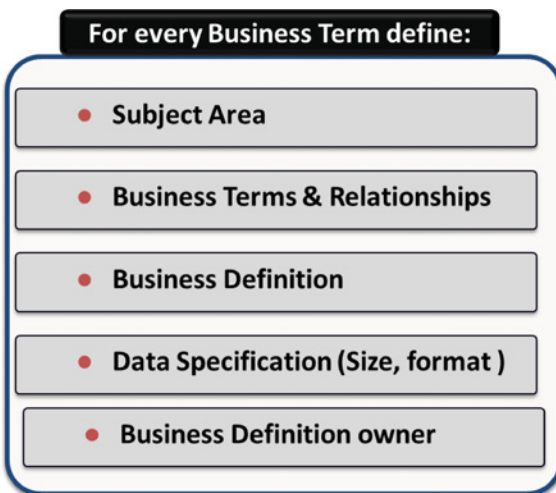 For every Business Term define:
• Subject Area
• Business Terms & Relationships
• Business Definition
• Data Specification (Size, format )
• Business Definition owner